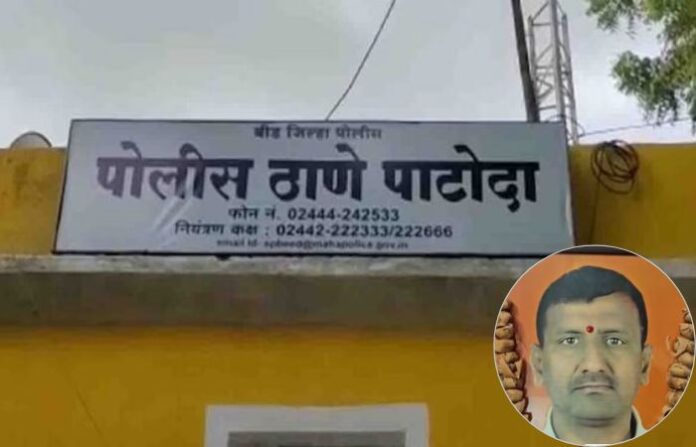 बीड जिल्हा पोलीस
पोलीस ठाणे पाटोदा
फोन नं. 02444-242533
नियंत्रण कक्ष : 02442-222333/222666
email id- spbeed@mahapolice.gov.in